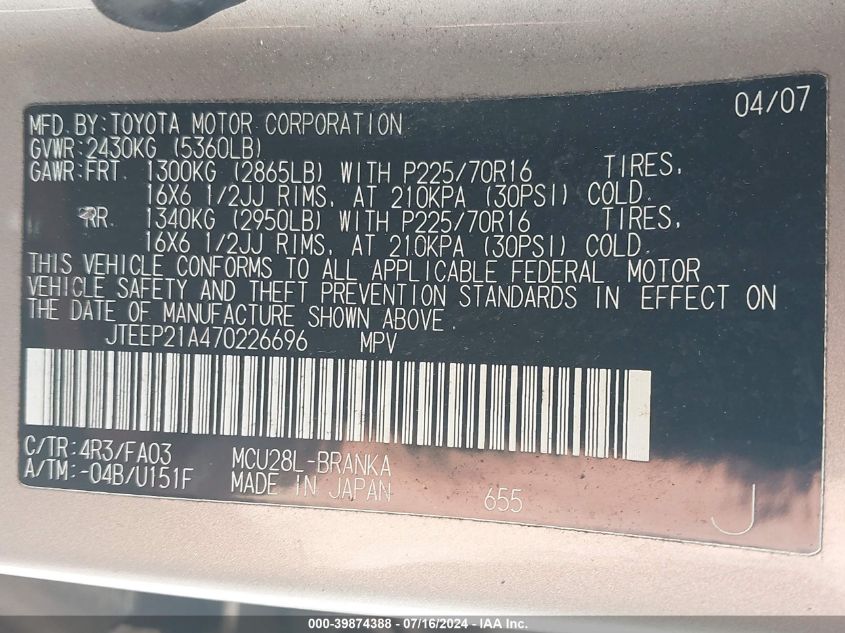 04/07
MFD. BY: TOYOTA MOTOR CORPORATION
GVWR: 2430KG (5360LB)
GAWR: FRT. 1300KG (2865LB) WITH P225/70R16 TIRES,
16X6 1/2JJ RIMS, AT 210KPA (30PSI) COLD.
RR. 1340KG (2950LB) WITH P225/70R16 TIRES,
16X6 1/2JJ RIMS, AT 210KPA (30PSI) COLD.
THIS VEHICLE CONFORMS TO ALL APPLICABLE FEDERAL MOTOR
VEHICLE SAFETY AND THEFT PREVENTION STANDARDS IN EFFECT ON
THE DATE OF MANUFACTURE SHOWN ABOVE.
JTEEP21A470226696 MPV
C/TR: 4R3/FA03 MCU28L-BRANKA
A/TM: -04B/U151F MADE IN JAPAN 655
J
000-39874388 - 07/16/2024 - IAA Inc.